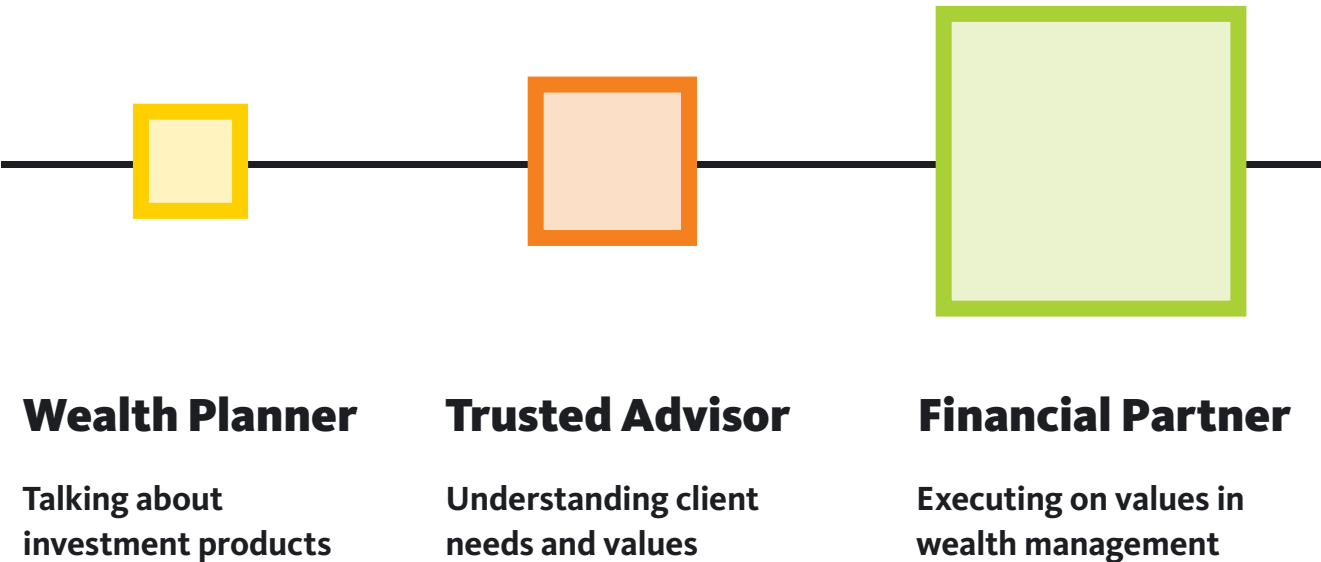 Wealth Planner
Talking about
investment products
Trusted Advisor
Understanding client
needs and values
Financial Partner
Executing on values in
wealth management